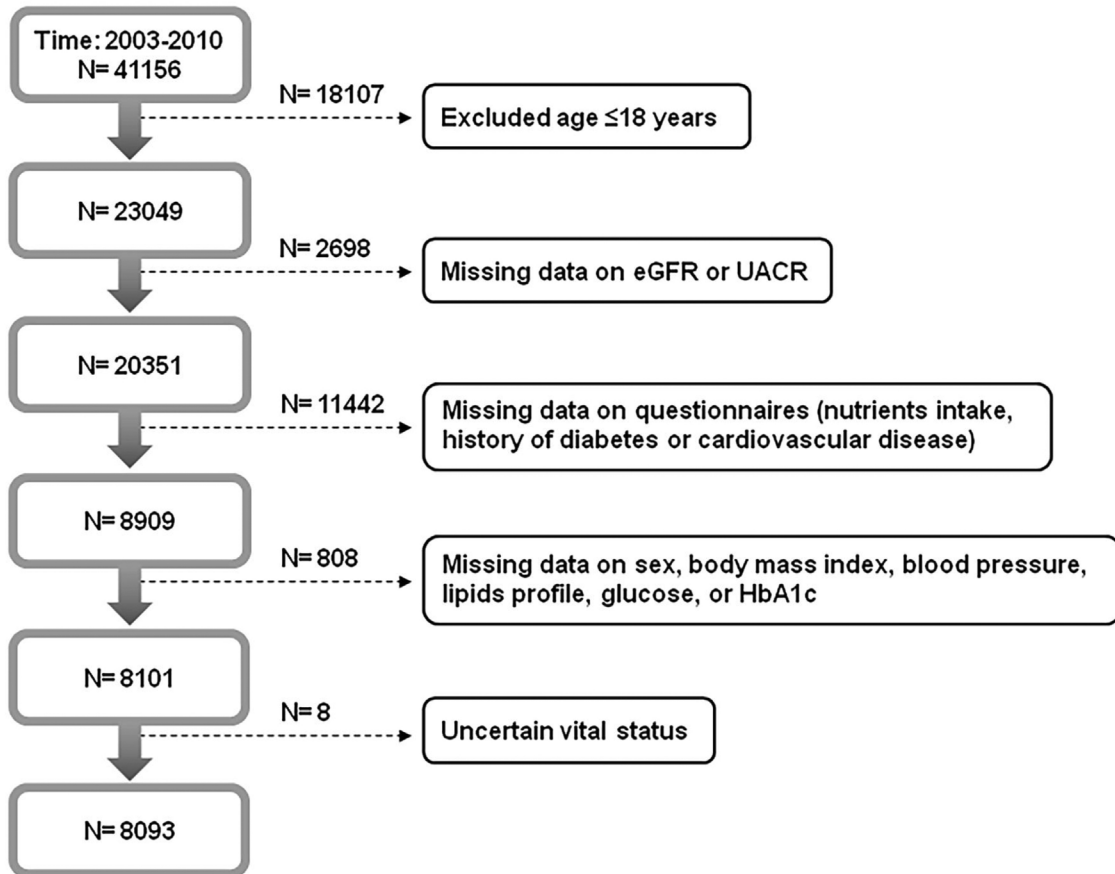 Time: 2003-2010
N= 41156
N= 18107
Excluded age ≤18 years
N= 23049
N= 2698
Missing data on eGFR or UACR
N= 20351
N= 11442
Missing data on questionnaires (nutrients intake,
history of diabetes or cardiovascular disease)
N= 8909
N= 808
Missing data on sex, body mass index, blood pressure,
lipids profile, glucose, or HbA1c
N= 8101
N= 8
Uncertain vital status
N= 8093